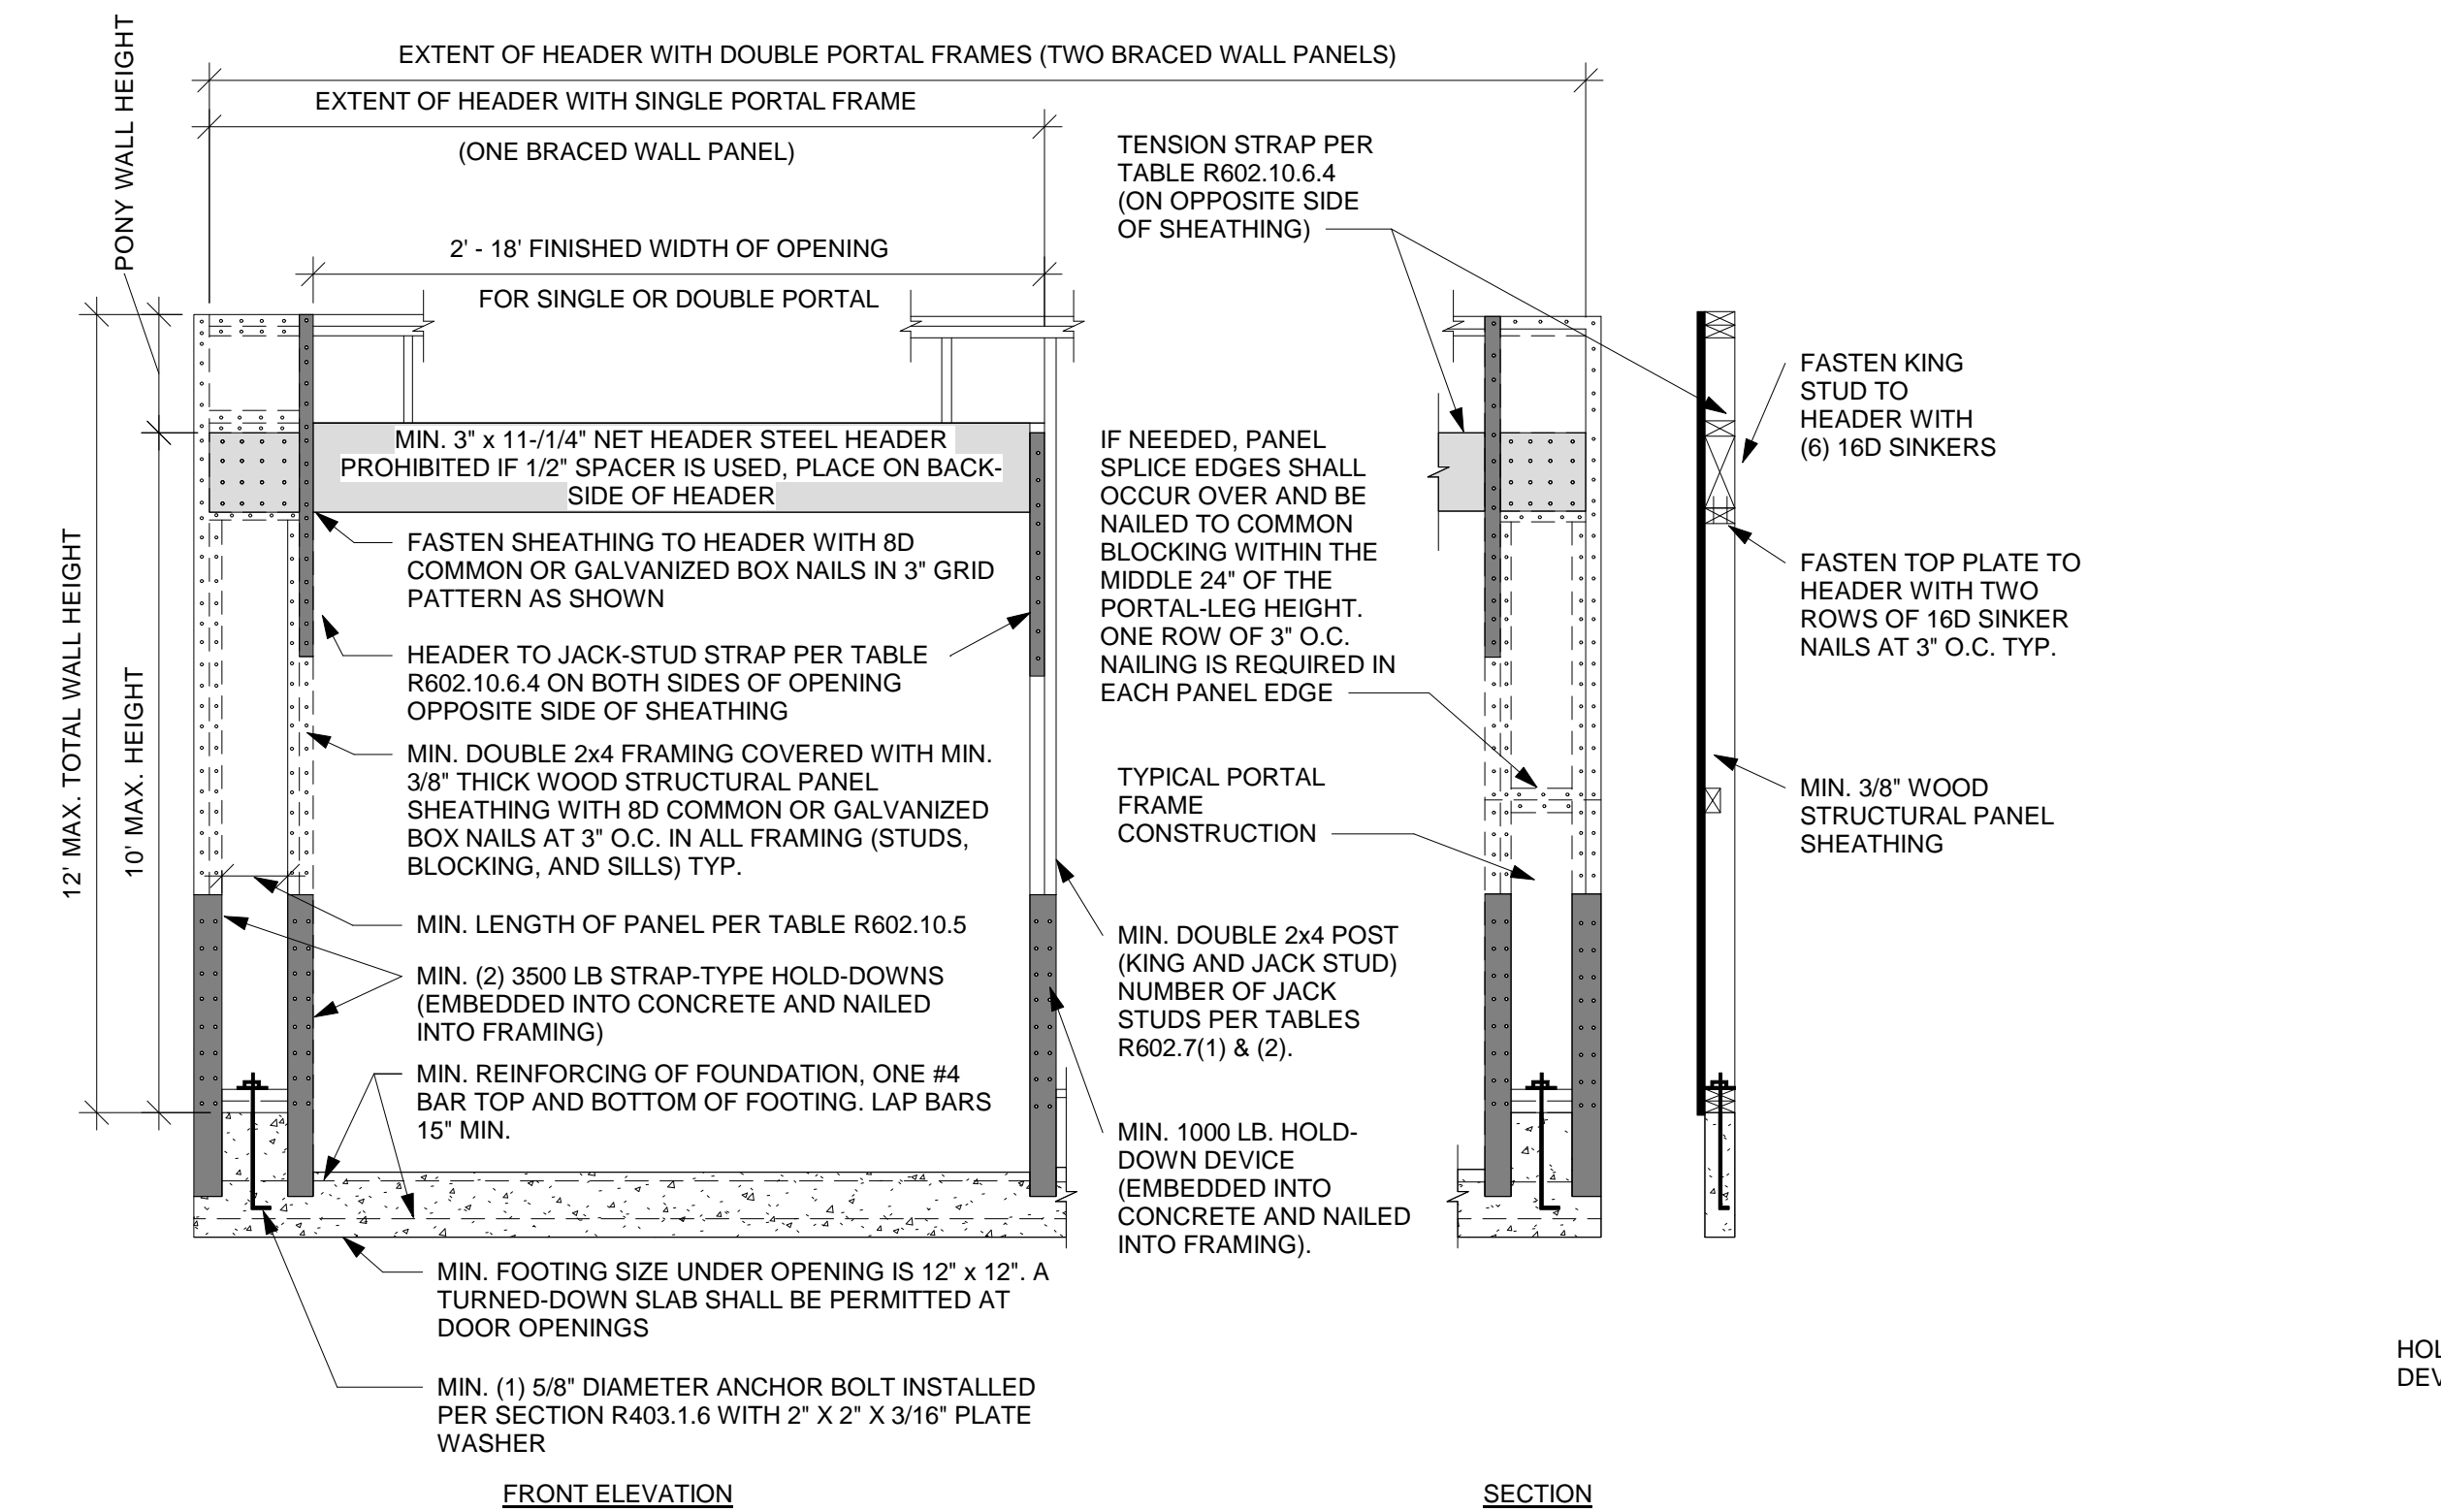 EXTENT OF HEADER WITH DOUBLE PORTAL FRAMES (TWO BRACED WALL PANELS)
EXTENT OF HEADER WITH SINGLE PORTAL FRAME
(ONE BRACED WALL PANEL)
2' - 18' FINISHED WIDTH OF OPENING
FOR SINGLE OR DOUBLE PORTAL
PONY WALL HEIGHT
12' MAX. TOTAL WALL HEIGHT
10' MAX. HEIGHT
MIN. 3" x 11-/1/4" NET HEADER STEEL HEADER
PROHIBITED IF 1/2" SPACER IS USED, PLACE ON BACK-
SIDE OF HEADER
FASTEN SHEATHING TO HEADER WITH 8D
COMMON OR GALVANIZED BOX NAILS IN 3" GRID
PATTERN AS SHOWN
HEADER TO JACK-STUD STRAP PER TABLE
R602.10.6.4 ON BOTH SIDES OF OPENING
OPPOSITE SIDE OF SHEATHING
MIN. DOUBLE 2x4 FRAMING COVERED WITH MIN.
3/8" THICK WOOD STRUCTURAL PANEL
SHEATHING WITH 8D COMMON OR GALVANIZED
BOX NAILS AT 3" O.C. IN ALL FRAMING (STUDS,
BLOCKING, AND SILLS) TYP.
MIN. LENGTH OF PANEL PER TABLE R602.10.5
MIN. (2) 3500 LB STRAP-TYPE HOLD-DOWNS
(EMBEDDED INTO CONCRETE AND NAILED
INTO FRAMING)
MIN. REINFORCING OF FOUNDATION, ONE #4
BAR TOP AND BOTTOM OF FOOTING. LAP BARS
15" MIN.
MIN. FOOTING SIZE UNDER OPENING IS 12" x 12". A
TURNED-DOWN SLAB SHALL BE PERMITTED AT
DOOR OPENINGS
MIN. (1) 5/8" DIAMETER ANCHOR BOLT INSTALLED
PER SECTION R403.1.6 WITH 2" X 2" X 3/16" PLATE
WASHER
FRONT ELEVATION
TENSION STRAP PER
TABLE R602.10.6.4
(ON OPPOSITE SIDE
OF SHEATHING)
IF NEEDED, PANEL
SPLICE EDGES SHALL
OCCUR OVER AND BE
NAILED TO COMMON
BLOCKING WITHIN THE
MIDDLE 24" OF THE
PORTAL-LEG HEIGHT.
ONE ROW OF 3" O.C.
NAILING IS REQUIRED IN
EACH PANEL EDGE
TYPICAL PORTAL
FRAME
CONSTRUCTION
MIN. DOUBLE 2x4 POST
(KING AND JACK STUD)
NUMBER OF JACK
STUDS PER TABLES
R602.7(1) & (2).
MIN. 1000 LB. HOLD-
DOWN DEVICE
(EMBEDDED INTO
CONCRETE AND NAILED
INTO FRAMING).
SECTION
FASTEN KING
STUD TO
HEADER WITH
(6) 16D SINKERS
FASTEN TOP PLATE TO
HEADER WITH TWO
ROWS OF 16D SINKER
NAILS AT 3" O.C. TYP.
MIN. 3/8" WOOD
STRUCTURAL PANEL
SHEATHING